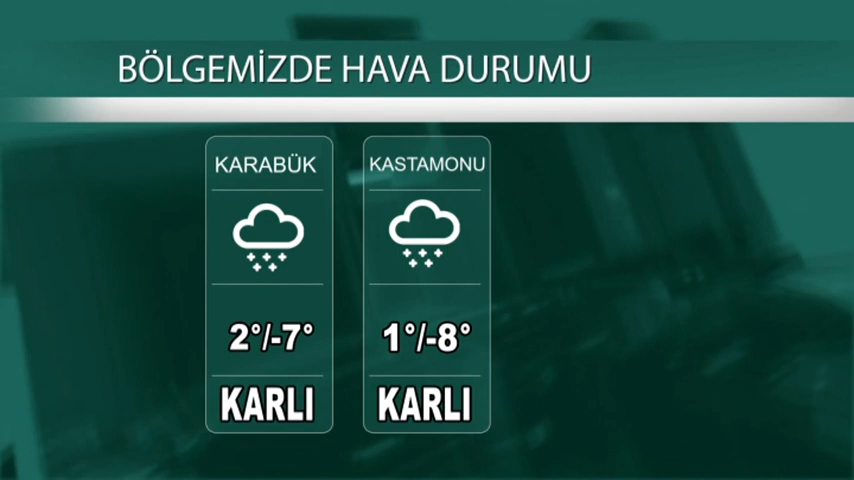 BÖLGEMİZDE HAVA DURUMU
KARABÜK
2°/-7°
KARLI
KASTAMONU
1°/-8°
KARLI